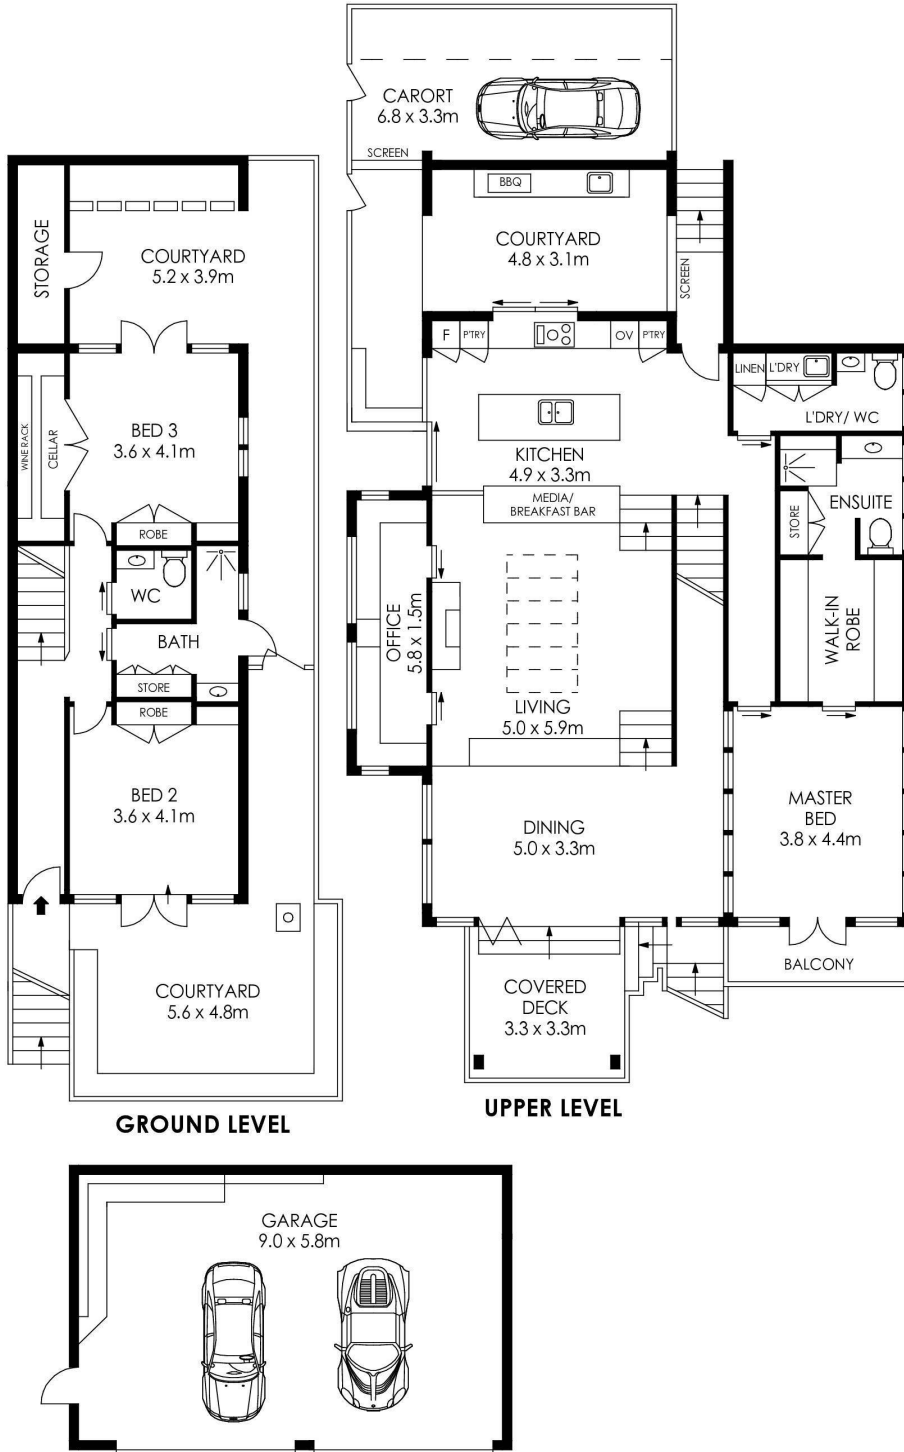 CARORT
6.8 x 3.3m
SCREEN
BBQ
COURTYARD
4.8 x 3.1m
SCREEN
F
P'TRY
OV
P'TRY
LINEN
L'DRY
L'DRY/ WC
KITCHEN
4.9 x 3.3m
MEDIA/
BREAKFAST BAR
ENSUITE
STORE
OFFICE
5.8 x 1.5m
WALK-IN
ROBE
LIVING
5.0 x 5.9m
DINING
5.0 x 3.3m
MASTER
BED
3.8 x 4.4m
BALCONY
COVERED
DECK
3.3 x 3.3m
UPPER LEVEL
STORAGE
COURTYARD
5.2 x 3.9m
WINE RACK
CELLAR
BED 3
3.6 x 4.1m
ROBE
WC
BATH
STORE
ROBE
BED 2
3.6 x 4.1m
COURTYARD
5.6 x 4.8m
GROUND LEVEL
GARAGE
9.0 x 5.8m